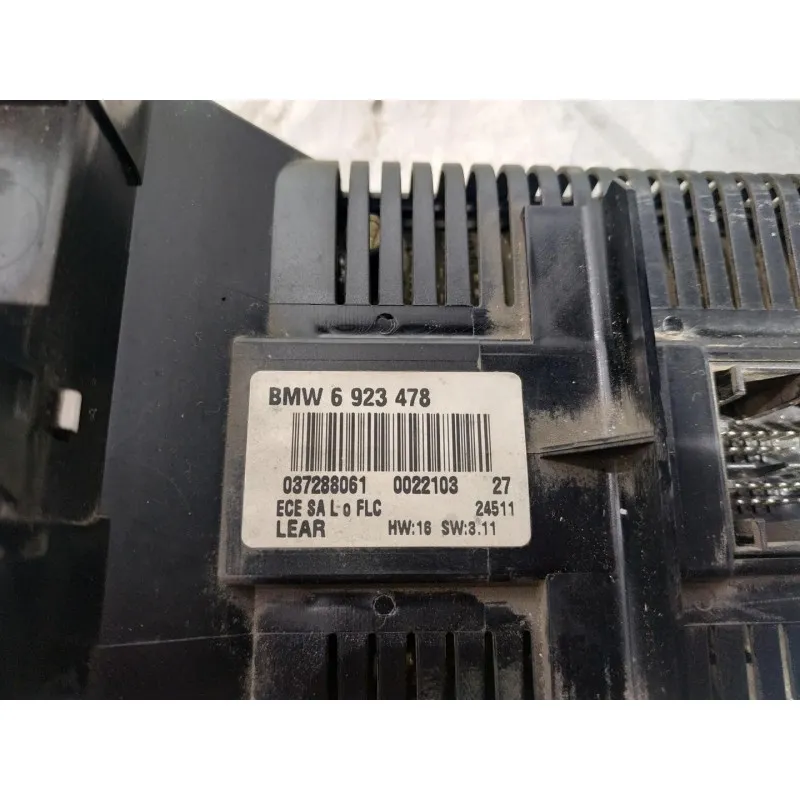 BMW 6 923 478
037288061 0022103 27
ECE SA L o FLC 24511
LEAR HW:16 SW:3.11